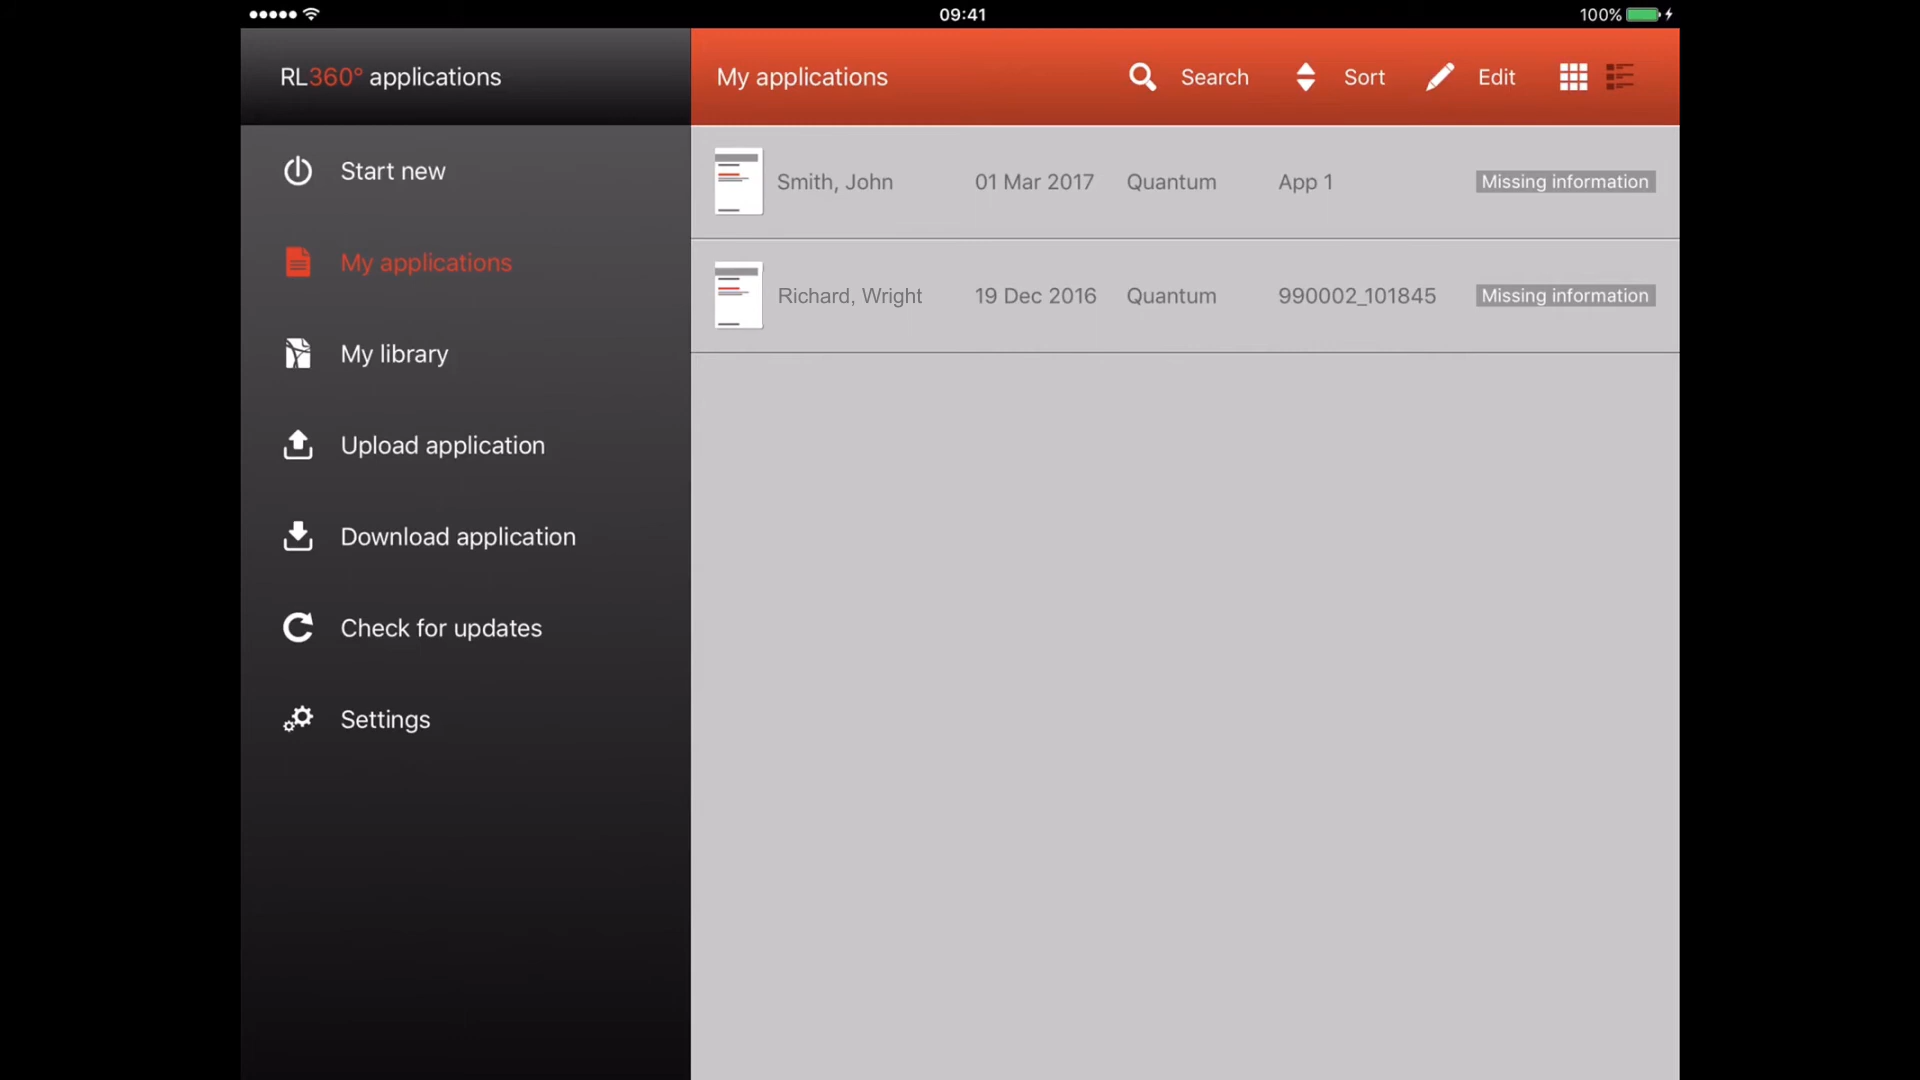 09:41
100%
RL360° applications
My applications
Search
Sort
Edit
Start new
My applications
My library
Upload application
Download application
Check for updates
Settings
Smith, John 01 Mar 2017 Quantum App 1 Missing information
Richard, Wright 19 Dec 2016 Quantum 990002_101845 Missing information